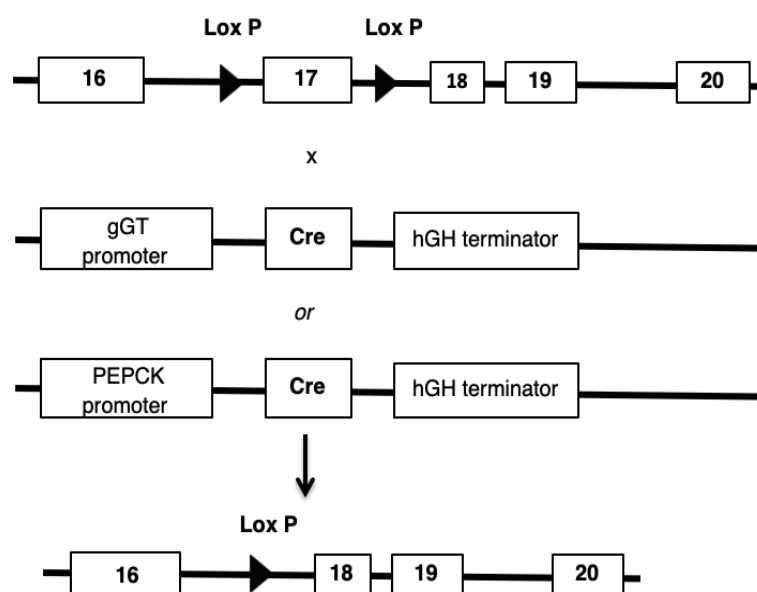 Lox P Lox P
16 17 18 19 20
x
gGT
promoter Cre hGH terminator
or
PEPCK
promoter Cre hGH terminator
Lox P
16 18 19 20